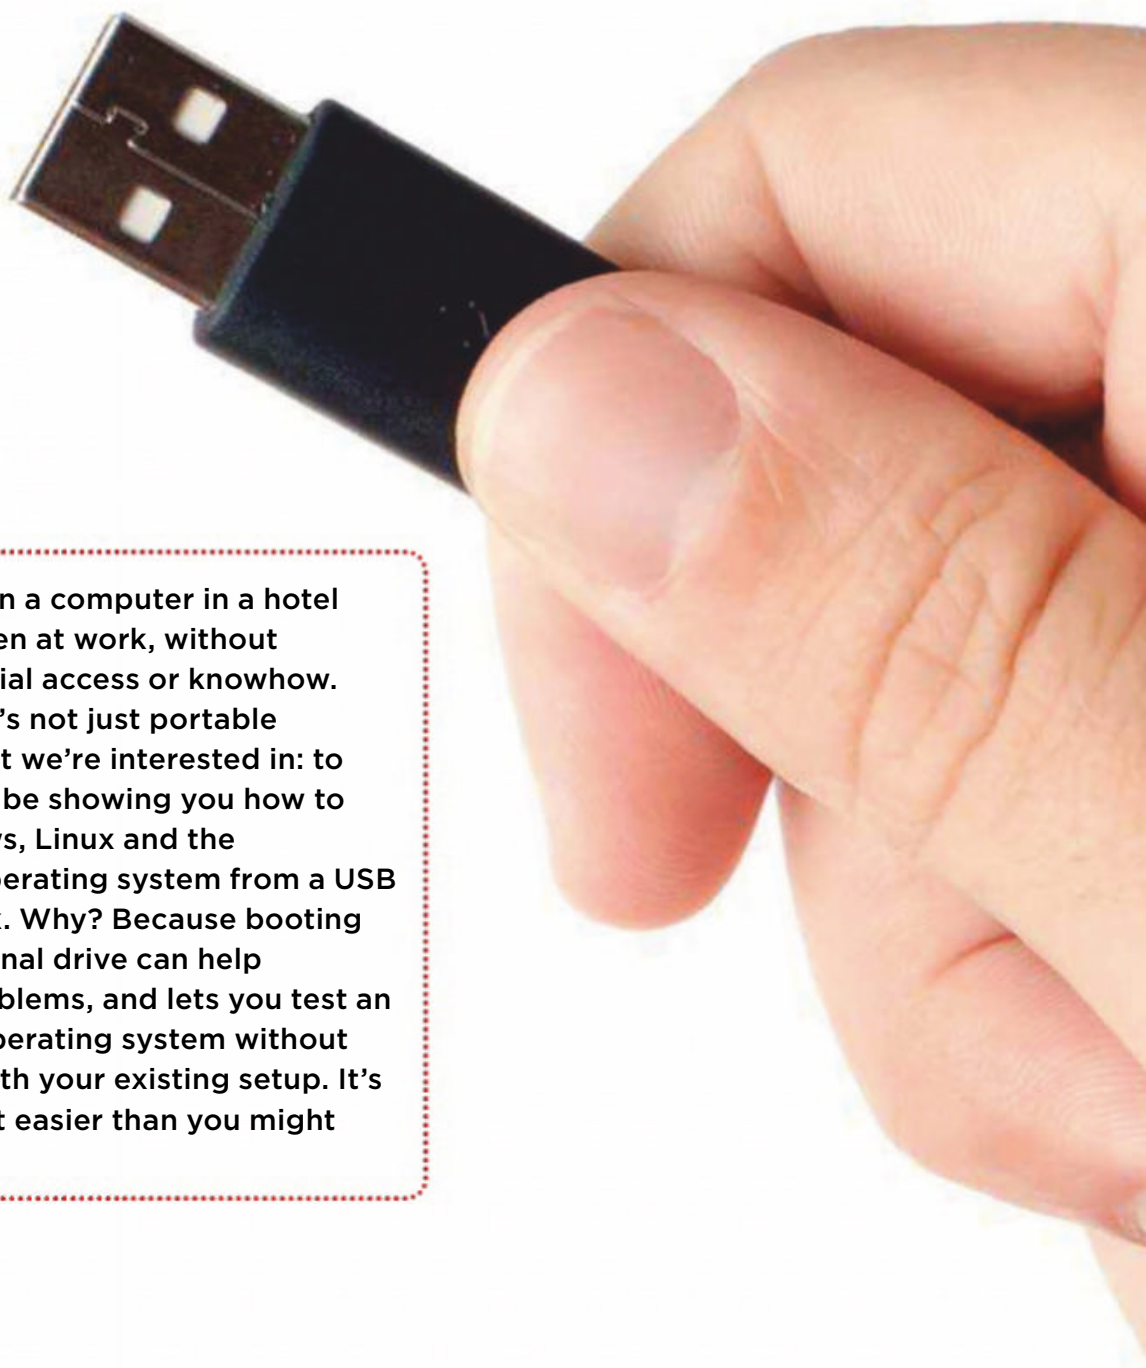 n a computer in a hotel
en at work, without
ial access or knowhow.
’s not just portable
t we’re interested in: to
be showing you how to
s, Linux and the
perating system from a USB
. Why? Because booting
nal drive can help
blems, and lets you test an
perating system without
th your existing setup. It’s
t easier than you might